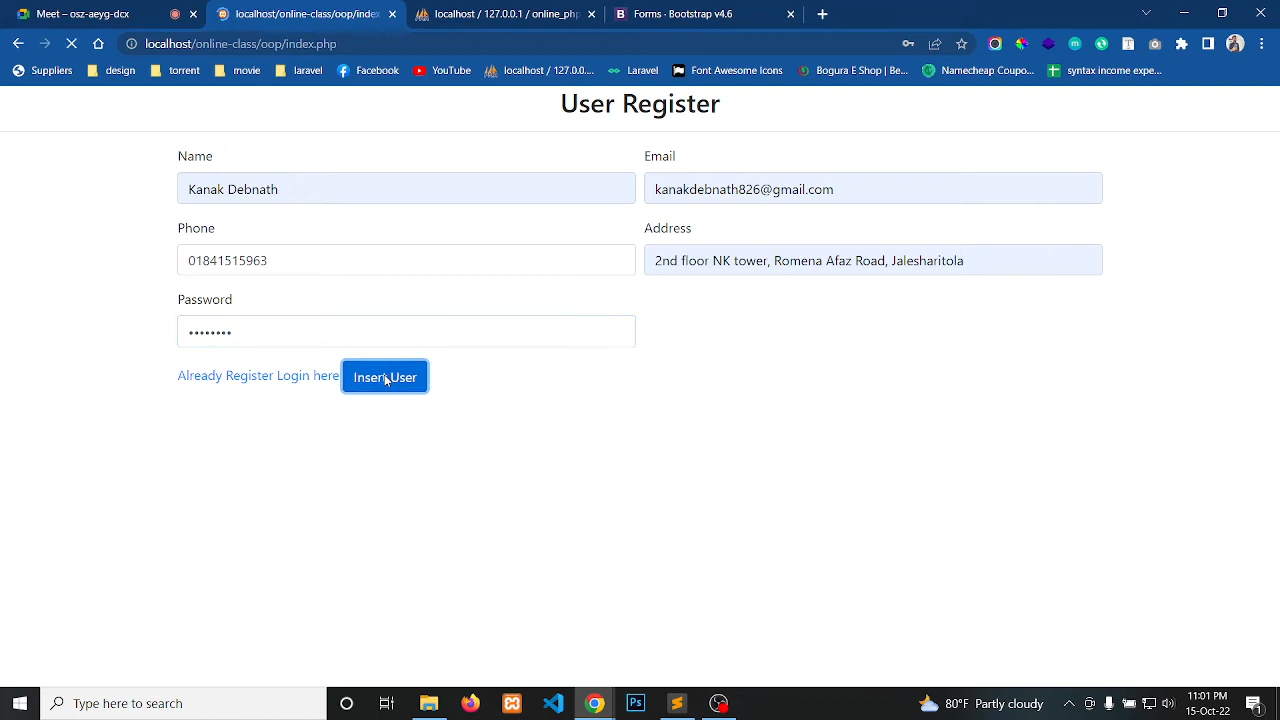 Meet – osz-aeyg-dcx
localhost/online-class/oop/index
localhost / 127.0.0.1 / online_php
Forms · Bootstrap v4.6
localhost/online-class/oop/index.php
Suppliers
design
torrent
movie
laravel
Facebook
YouTube
localhost / 127.0.0....
Laravel
Font Awesome Icons
Bogura E Shop | Be...
Namecheap Coupo...
syntax income expe...
User Register
Name
Email
Kanak Debnath
kanakdebnath826@gmail.com
Phone
Address
01841515963
2nd floor NK tower, Romena Afaz Road, Jalesharitola
Password
••••••••
Already Register Login here
Insert User
Type here to search
Ps
80°F Partly cloudy
11:01 PM
15-Oct-22